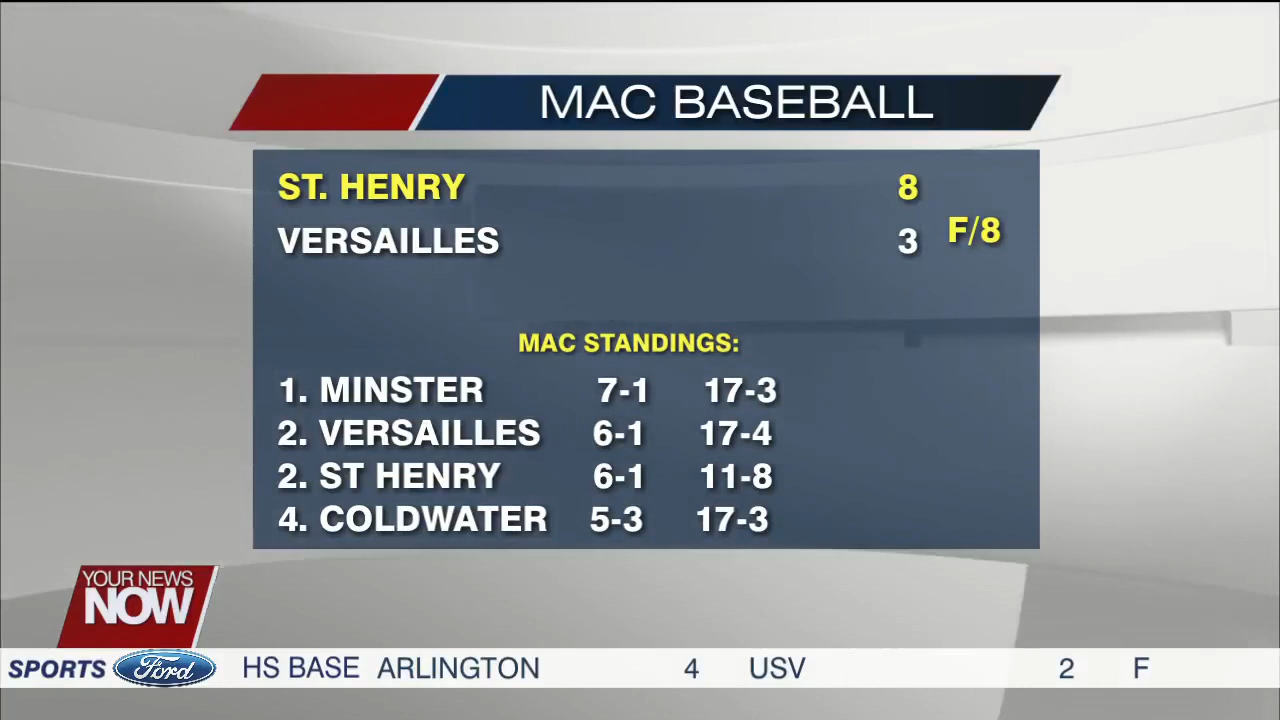 MAC BASEBALL
ST. HENRY 8
VERSAILLES 3 F/8
MAC STANDINGS:
1. MINSTER 7-1 17-3
2. VERSAILLES 6-1 17-4
2. ST HENRY 6-1 11-8
4. COLDWATER 5-3 17-3
YOUR NEWS
NOW
SPORTS Ford HS BASE ARLINGTON 4 USV 2 F